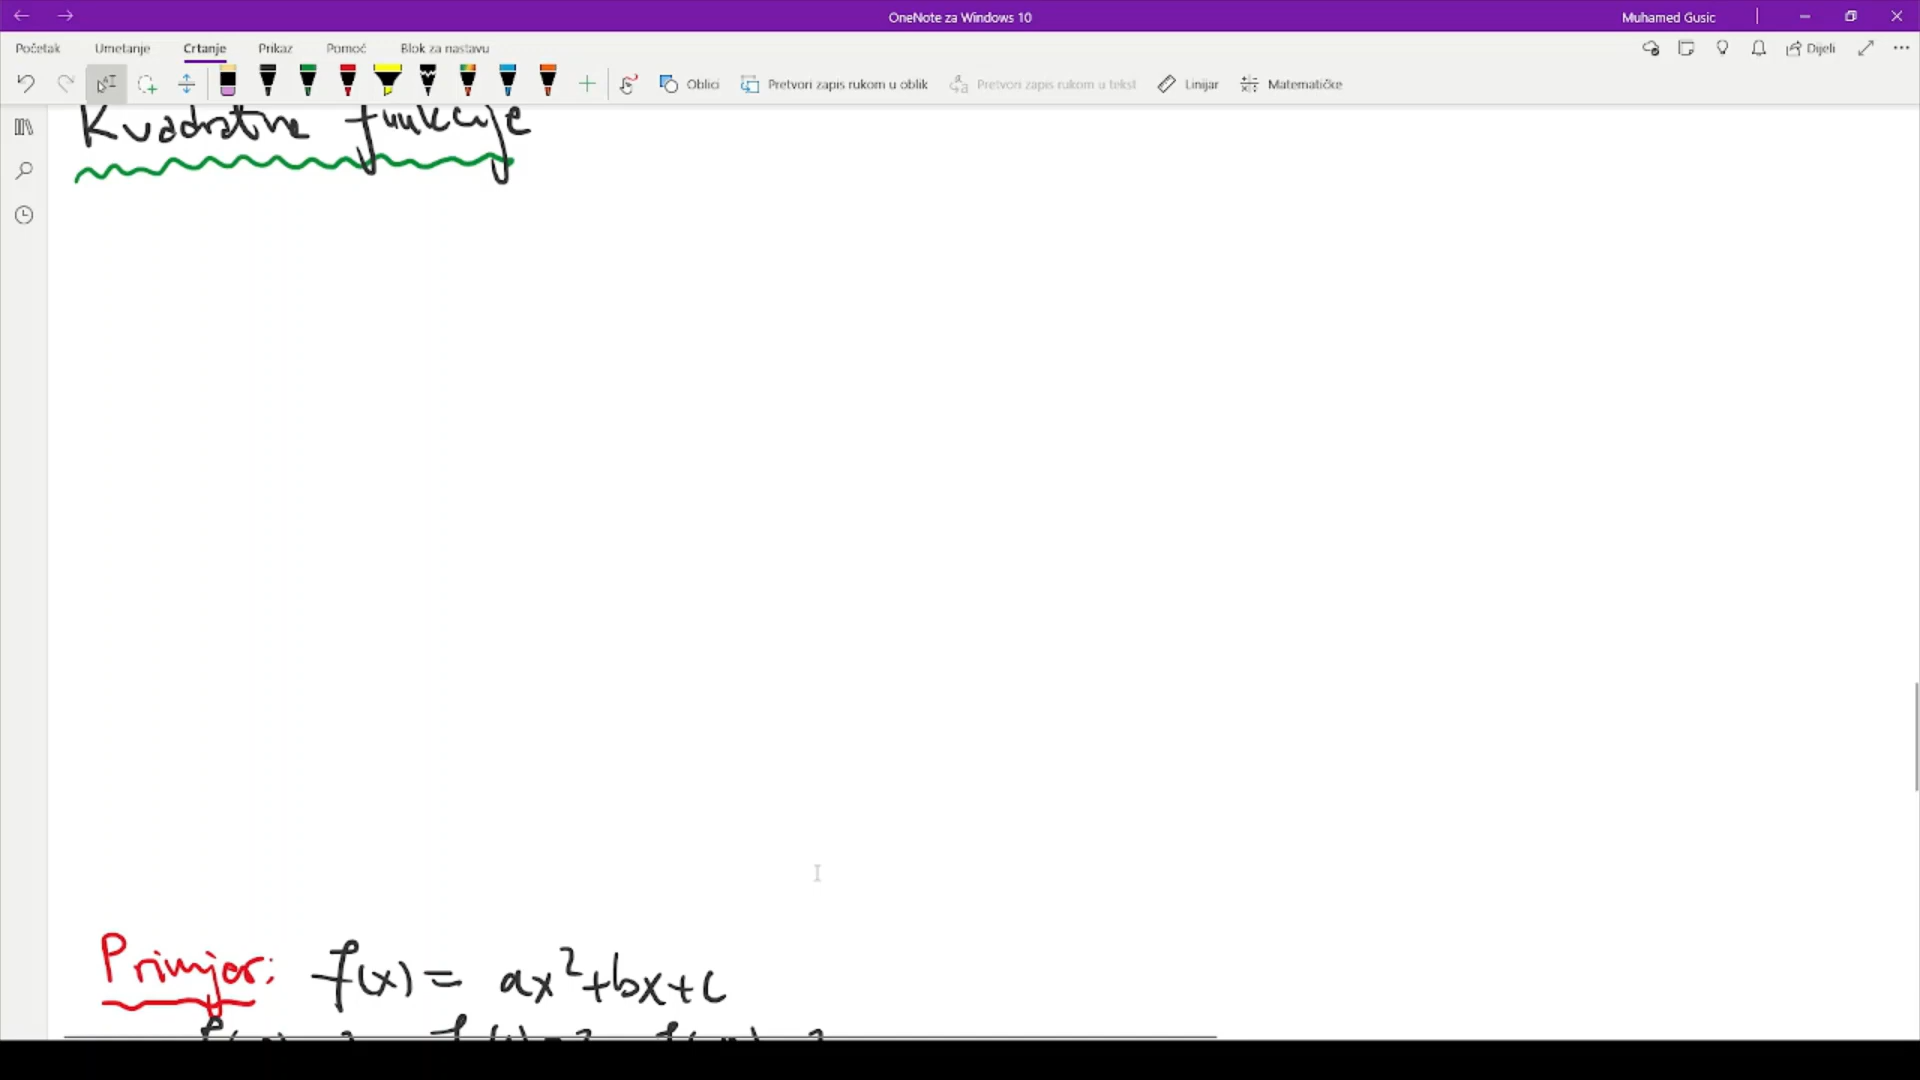 OneNote za Windows 10
Muhamed Gusic
Početak Umetanje Crtanje Prikaz Pomoć Blok za nastavu
Dijeli
Oblici Pretvori zapis rukom u oblik Pretvori zapis rukom u tekst Linijar Matematičke
Kvadratne funkcije
Primjer: f(x) = ax²+bx+c